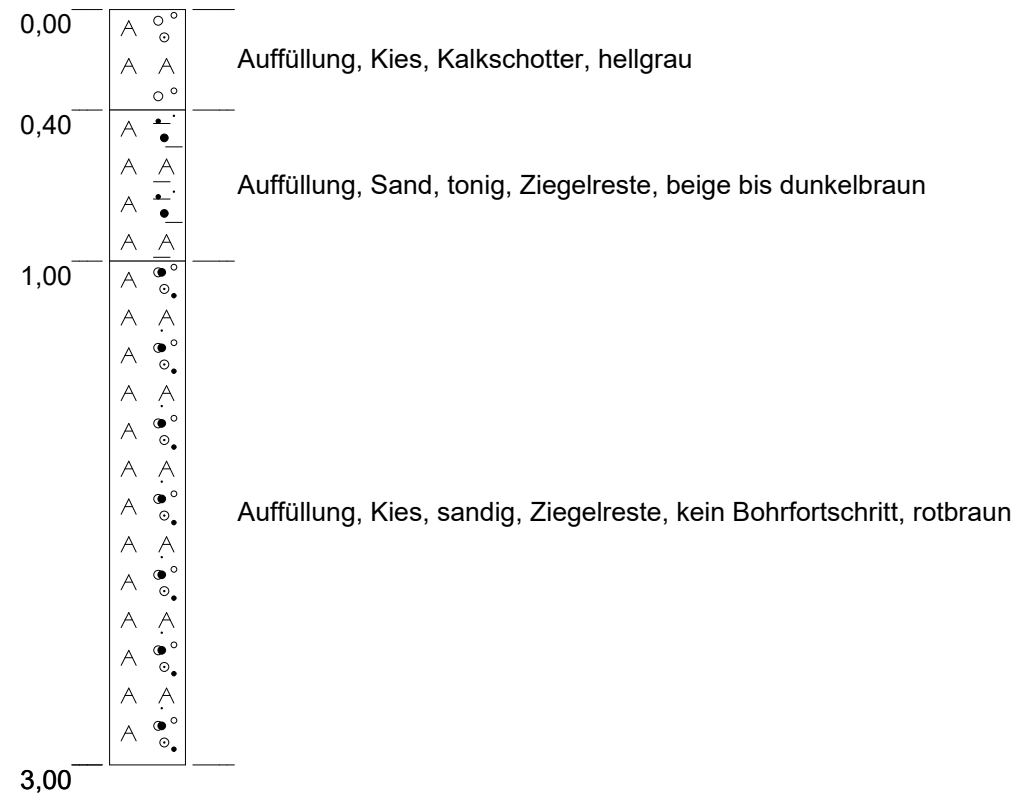 0,00
Auffüllung, Kies, Kalkschotter, hellgrau
0,40
Auffüllung, Sand, tonig, Ziegelreste, beige bis dunkelbraun
1,00
Auffüllung, Kies, sandig, Ziegelreste, kein Bohrfortschritt, rotbraun
3,00